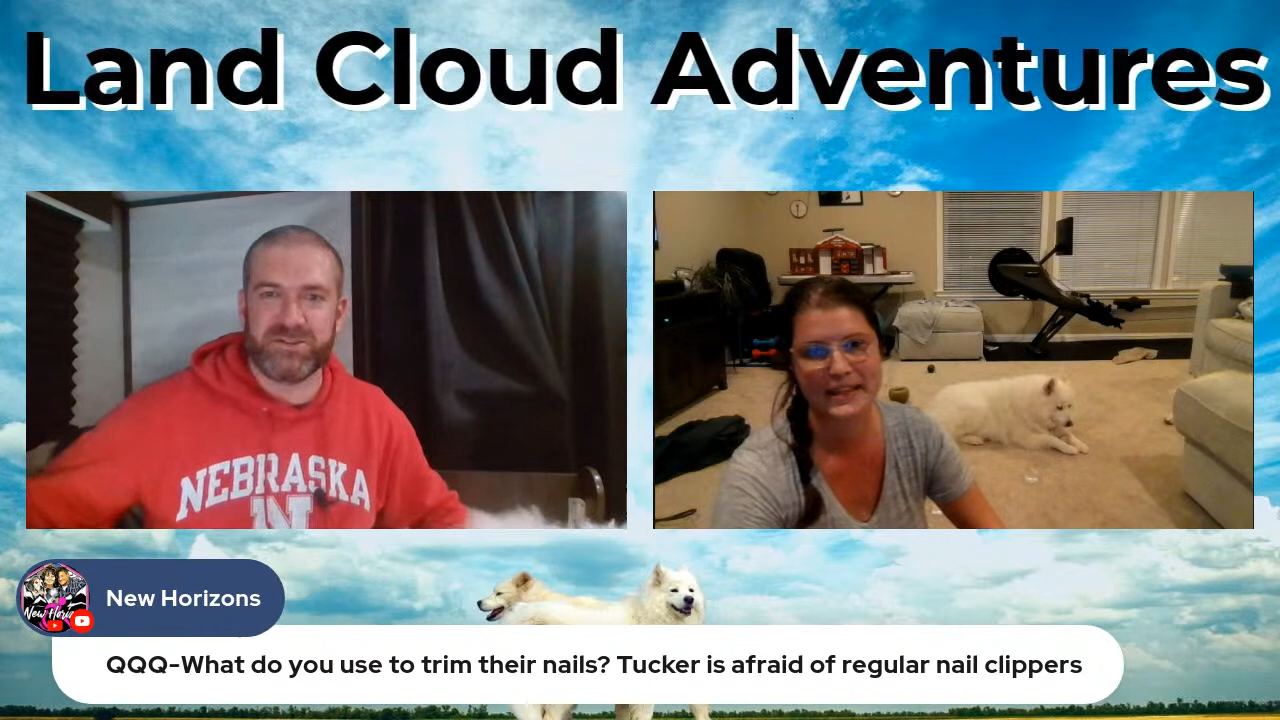 Land Cloud Adventures
NEBRASKA
N
New Horizons
QQQ-What do you use to trim their nails? Tucker is afraid of regular nail clippers